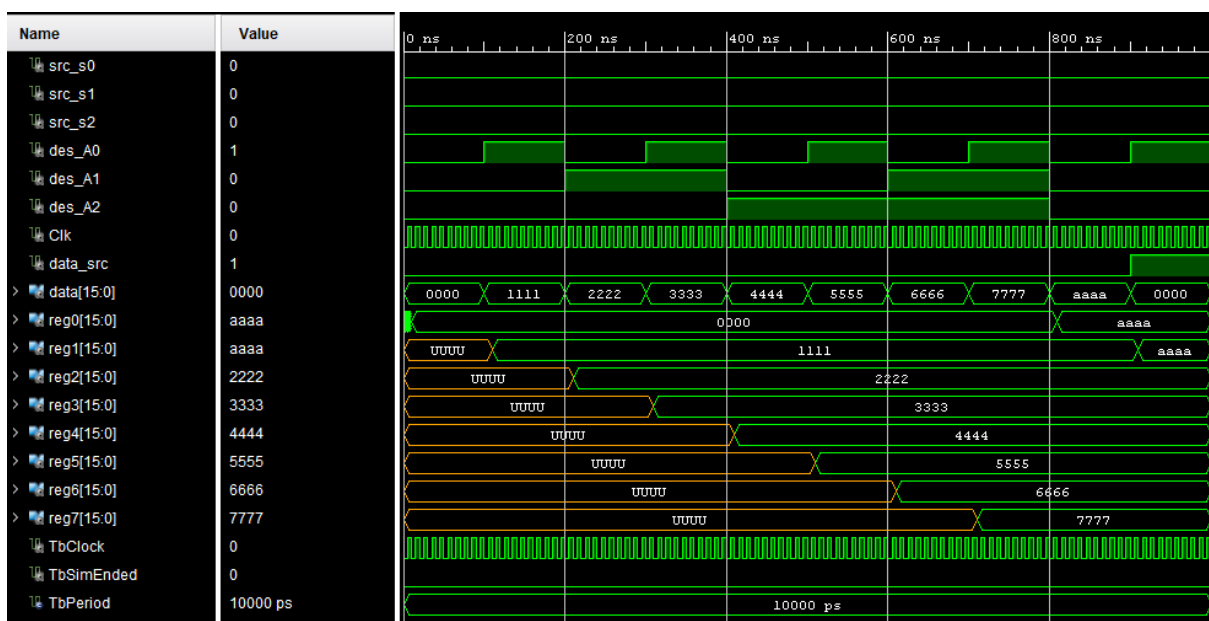 Name Value 0 ns 200 ns 400 ns 600 ns 800 ns
src_s0 0
src_s1 0
src_s2 0
des_A0 1
des_A1 0
des_A2 0
Clk 0
data_src 1
> data[15:0] 0000 0000 1111 2222 3333 4444 5555 6666 7777 aaaa 0000
> reg0[15:0] aaaa 0000 aaaa
> reg1[15:0] aaaa UUUU 1111 aaaa
> reg2[15:0] 2222 UUUU 2222
> reg3[15:0] 3333 UUUU 3333
> reg4[15:0] 4444 UUUU 4444
> reg5[15:0] 5555 UUUU 5555
> reg6[15:0] 6666 UUUU 6666
> reg7[15:0] 7777 UUUU 7777
TbClock 0
TbSimEnded 0
TbPeriod 10000 ps 10000 ps